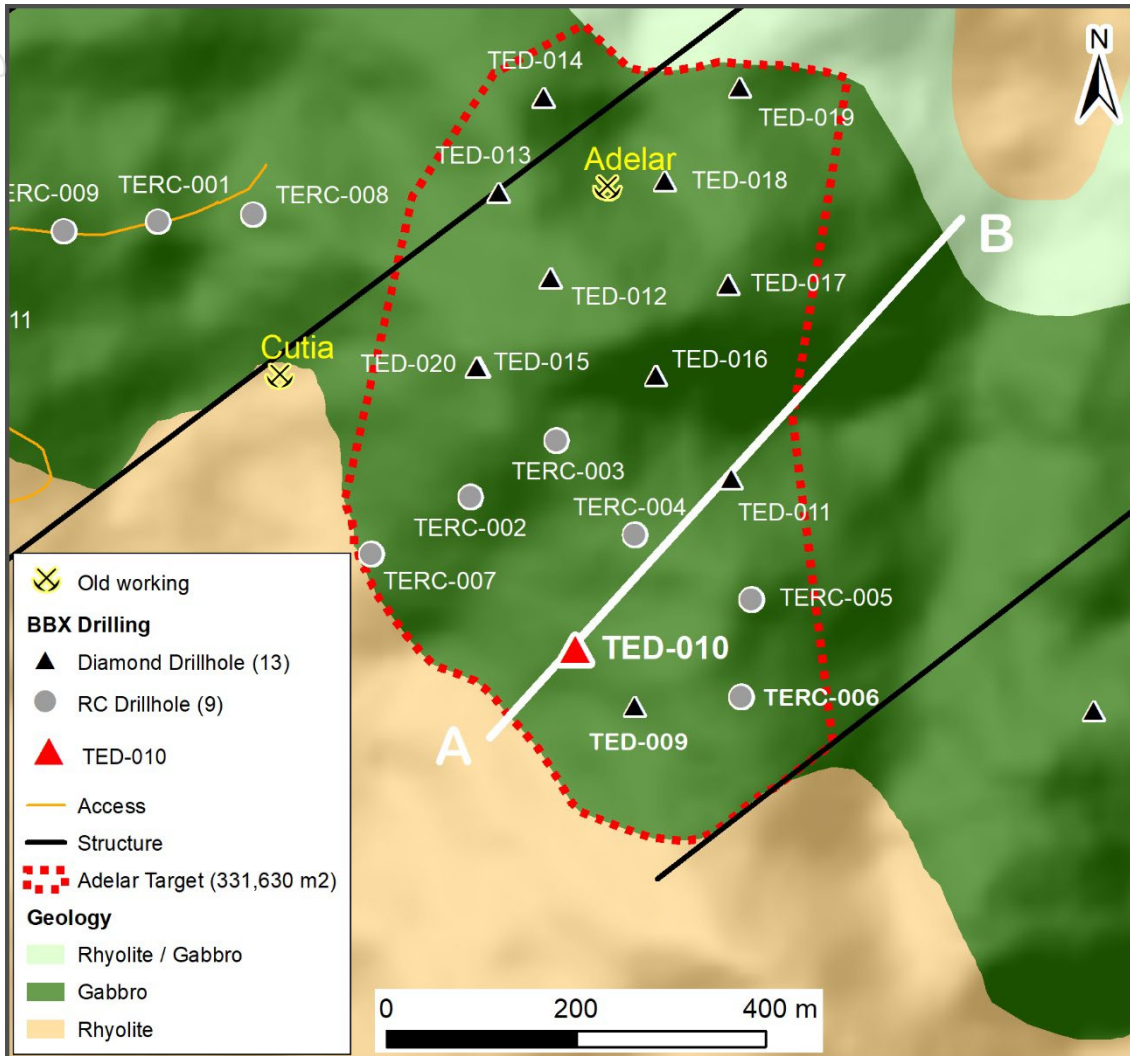 TED-014
N
TED-019
TED-013
Adelar
ERC-009
TERC-001
TERC-008
TED-018
B
TED-012
TED-017
11
Cutia
TED-020
TED-015
TED-016
TERC-003
TERC-002
TERC-004
TED-011
TERC-007
TERC-005
TED-010
TERC-006
A
TED-009
Old working
BBX Drilling
Diamond Drillhole (13)
RC Drillhole (9)
TED-010
Access
Structure
Adelar Target (331,630 m2)
Geology
Rhyolite / Gabbro
Gabbro
Rhyolite
0 200 400 m